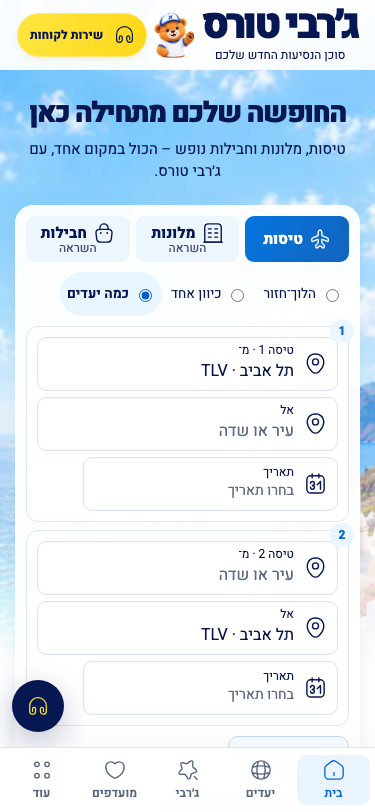 ג'רבי טורס
סוכן הנסיעות החדש שלכם
שירות לקוחות
החופשה שלכם מתחילה כאן
טיסות, מלונות וחבילות נופש – הכול במקום אחד, עם
ג'רבי טורס.
טיסות
מלונות
השראה
חבילות
השראה
הלוך־חזור
כיוון אחד
כמה יעדים
1
טיסה 1 · מ־
תל אביב · TLV
אל
עיר או שדה
תאריך
בחרו תאריך
2
טיסה 2 · מ־
עיר או שדה
אל
תל אביב · TLV
תאריך
בחרו תאריך
בית
יעדים
ג'רבי
מועדפים
עוד